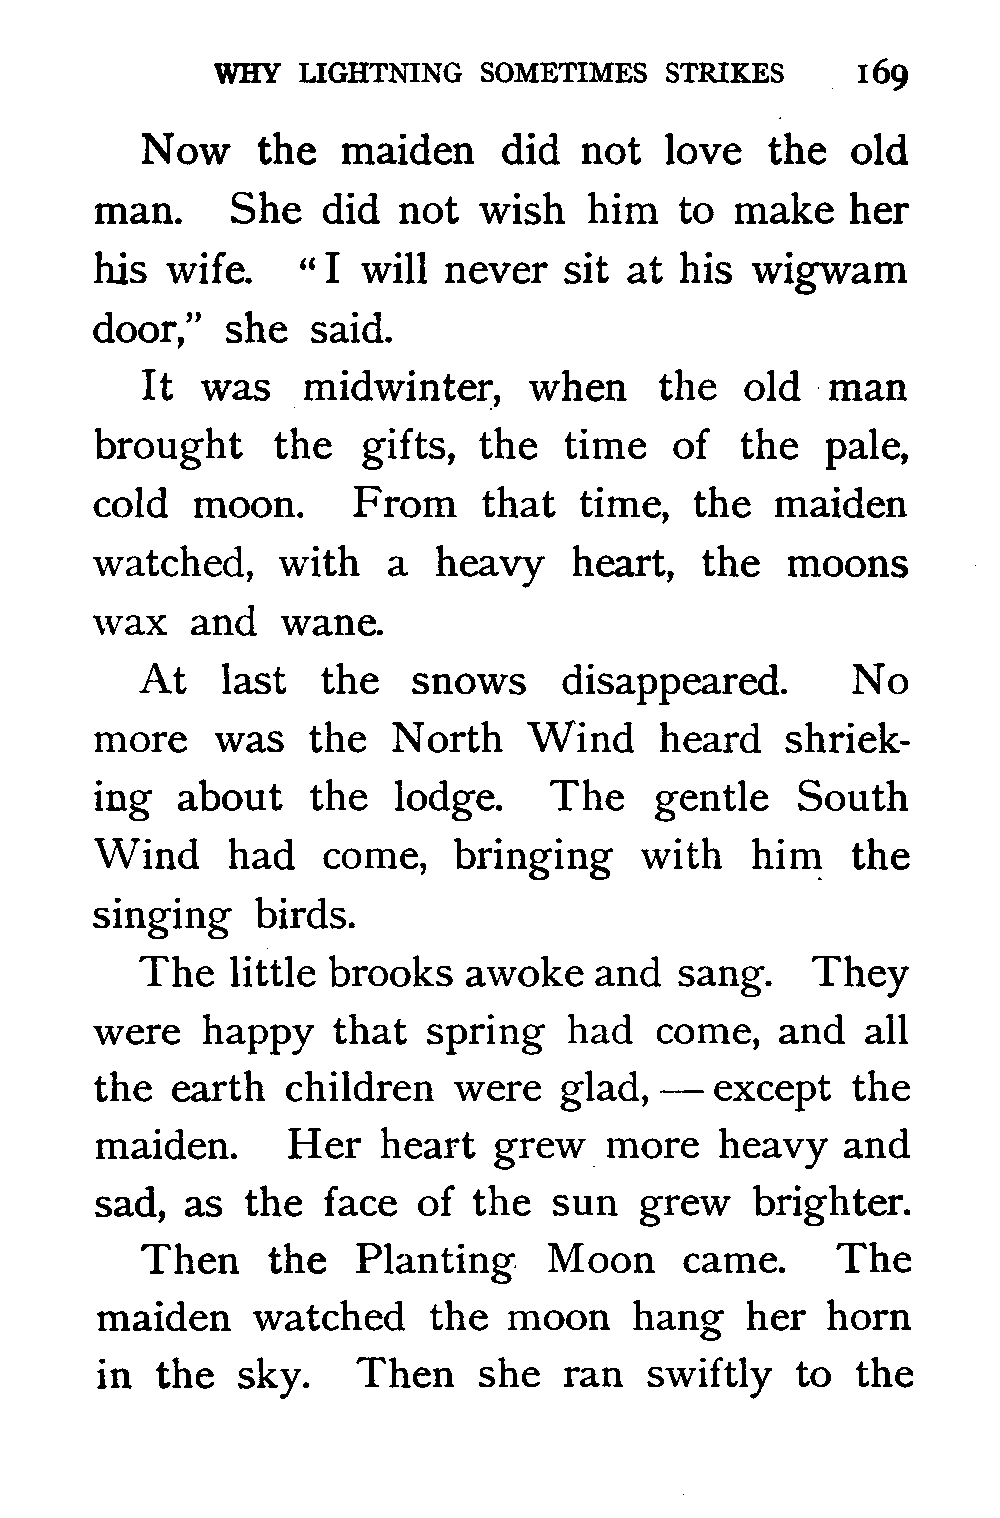 WHY LIGHTNING SOMETIMES STRIKES 169
Now the maiden did not love the old
man. She did not wish him to make her
his wife. "I will never sit at his wigwam
door," she said.
It was midwinter, when the old man
brought the gifts, the time of the pale,
cold moon. From that time, the maiden
watched, with a heavy heart, the moons
wax and wane.
At last the snows disappeared. No
more was the North Wind heard shriek-
ing about the lodge. The gentle South
Wind had come, bringing with him the
singing birds.
The little brooks awoke and sang. They
were happy that spring had come, and all
the earth children were glad, — except the
maiden. Her heart grew more heavy and
sad, as the face of the sun grew brighter.
Then the Planting Moon came. The
maiden watched the moon hang her horn
in the sky. Then she ran swiftly to the